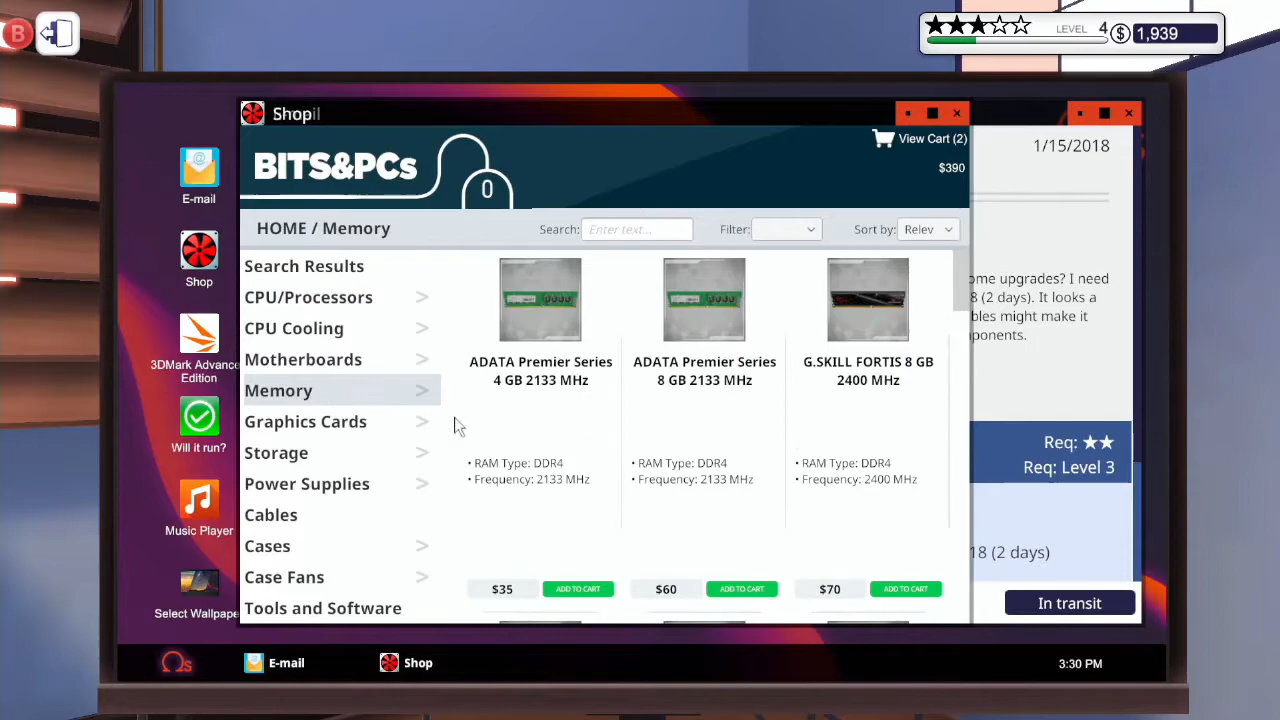 B
LEVEL 4 $ 1,939
Shop
BITS&PCs
View Cart (2)
$390
1/15/2018
HOME / Memory
Search: Enter text...
Filter:
Sort by: Relev
Search Results
CPU/Processors >
CPU Cooling >
Motherboards >
Memory >
Graphics Cards >
Storage >
Power Supplies >
Cables
Cases >
Case Fans >
Tools and Software
ADATA Premier Series
4 GB 2133 MHz
• RAM Type: DDR4
• Frequency: 2133 MHz
$35 ADD TO CART
ADATA Premier Series
8 GB 2133 MHz
• RAM Type: DDR4
• Frequency: 2133 MHz
$60 ADD TO CART
G.SKILL FORTIS 8 GB
2400 MHz
• RAM Type: DDR4
• Frequency: 2400 MHz
$70 ADD TO CART
ome upgrades? I need
8 (2 days). It looks a
bles might make it
ponents.
Req: ★★
Req: Level 3
18 (2 days)
In transit
E-mail
Shop
3DMark Advance
Edition
Will it run?
Music Player
Select Wallpape
E-mail
Shop
3:30 PM